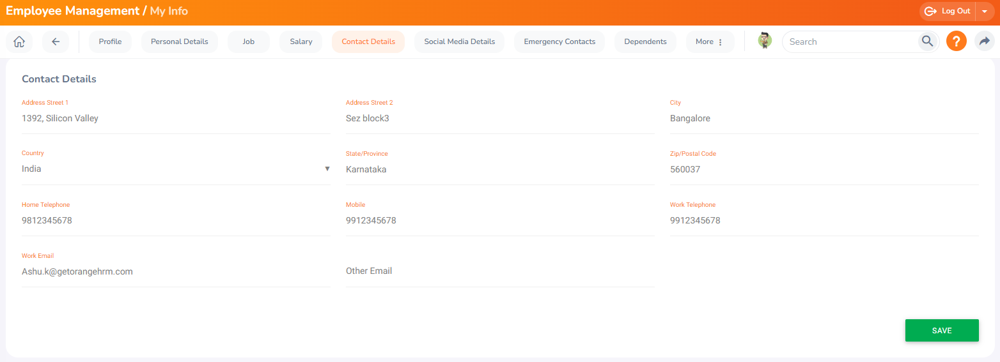 Employee Management / My Info
Log Out
Profile
Personal Details
Job
Salary
Contact Details
Social Media Details
Emergency Contacts
Dependents
More
Search
?
Contact Details
Address Street 1
Address Street 2
City
1392, Silicon Valley
Sez block3
Bangalore
Country
State/Province
Zip/Postal Code
India
Karnataka
560037
Home Telephone
Mobile
Work Telephone
9812345678
9912345678
9912345678
Work Email
Ashu.k@getorangehrm.com
Other Email
SAVE